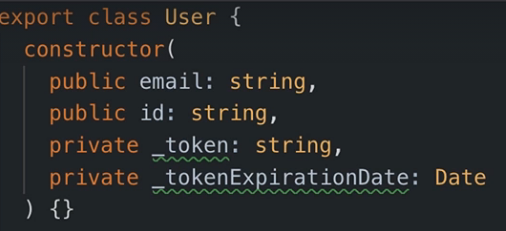 export class User {
constructor(
public email: string,
public id: string,
private _token: string,
private _tokenExpirationDate: Date
) {}